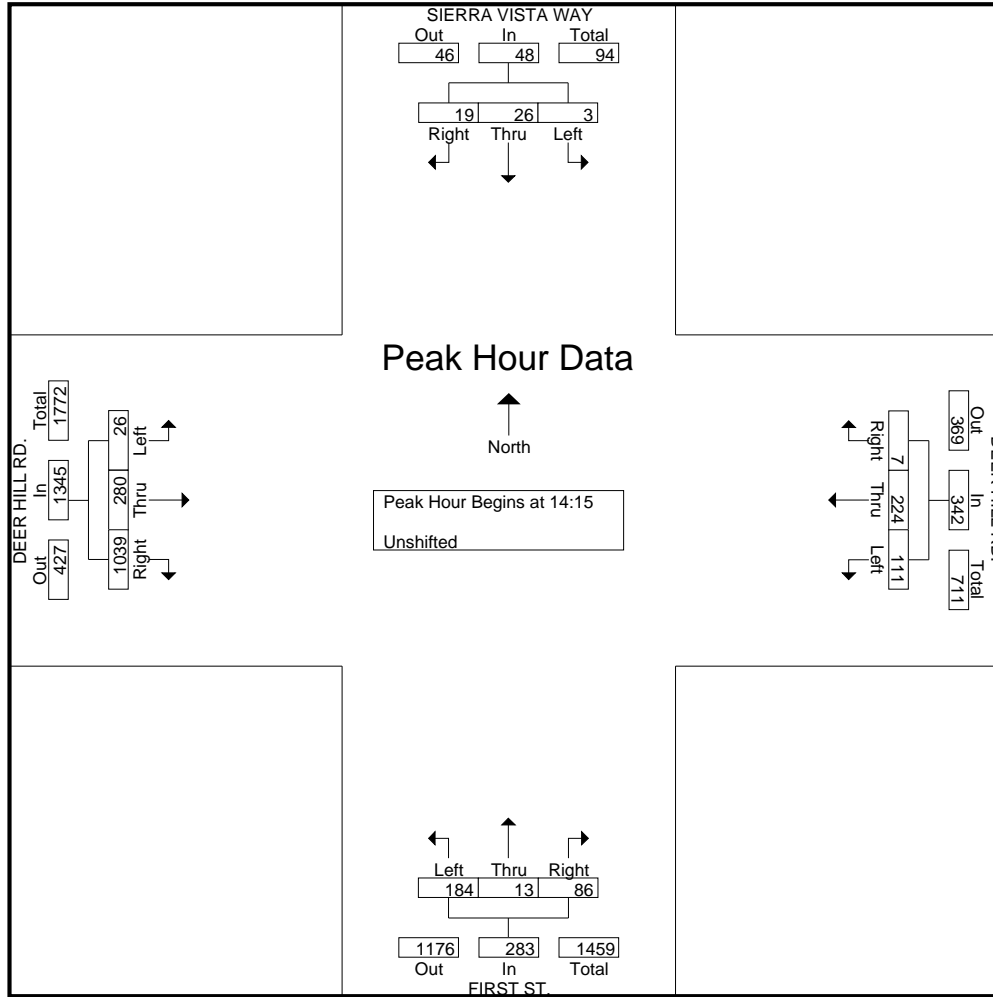 SIERRA VISTA WAY
Out In Total
46 48 94
19 26 3
Right Thru Left
Peak Hour Data
North
Peak Hour Begins at 14:15
Unshifted
DEER HILL RD.
Out In Total
427 1345 1772
Right Thru Left
1039 280 26
Out In Total
369 342 711
7 224 111
Right Thru Left
Left Thru Right
184 13 86
1176 283 1459
Out In Total
FIRST ST.